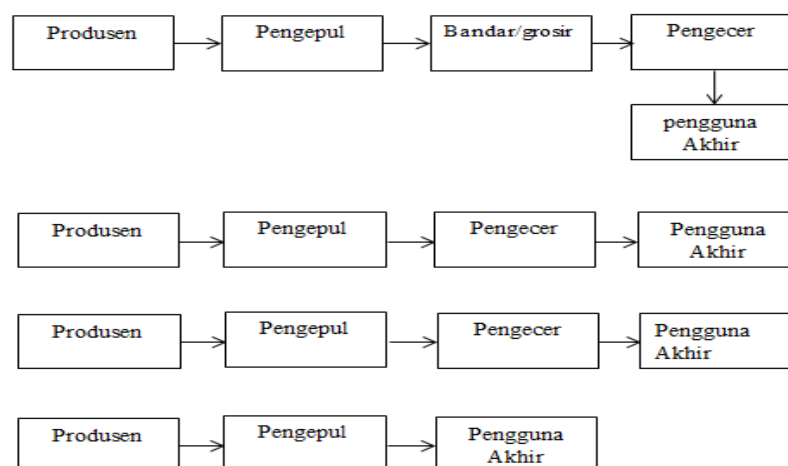 Produsen
Pengepul
Bandar/grosir
Pengecer
pengguna
Akhir
Produsen
Pengepul
Pengecer
Pengguna
Akhir
Produsen
Pengepul
Pengecer
Pengguna
Akhir
Produsen
Pengepul
Pengguna
Akhir